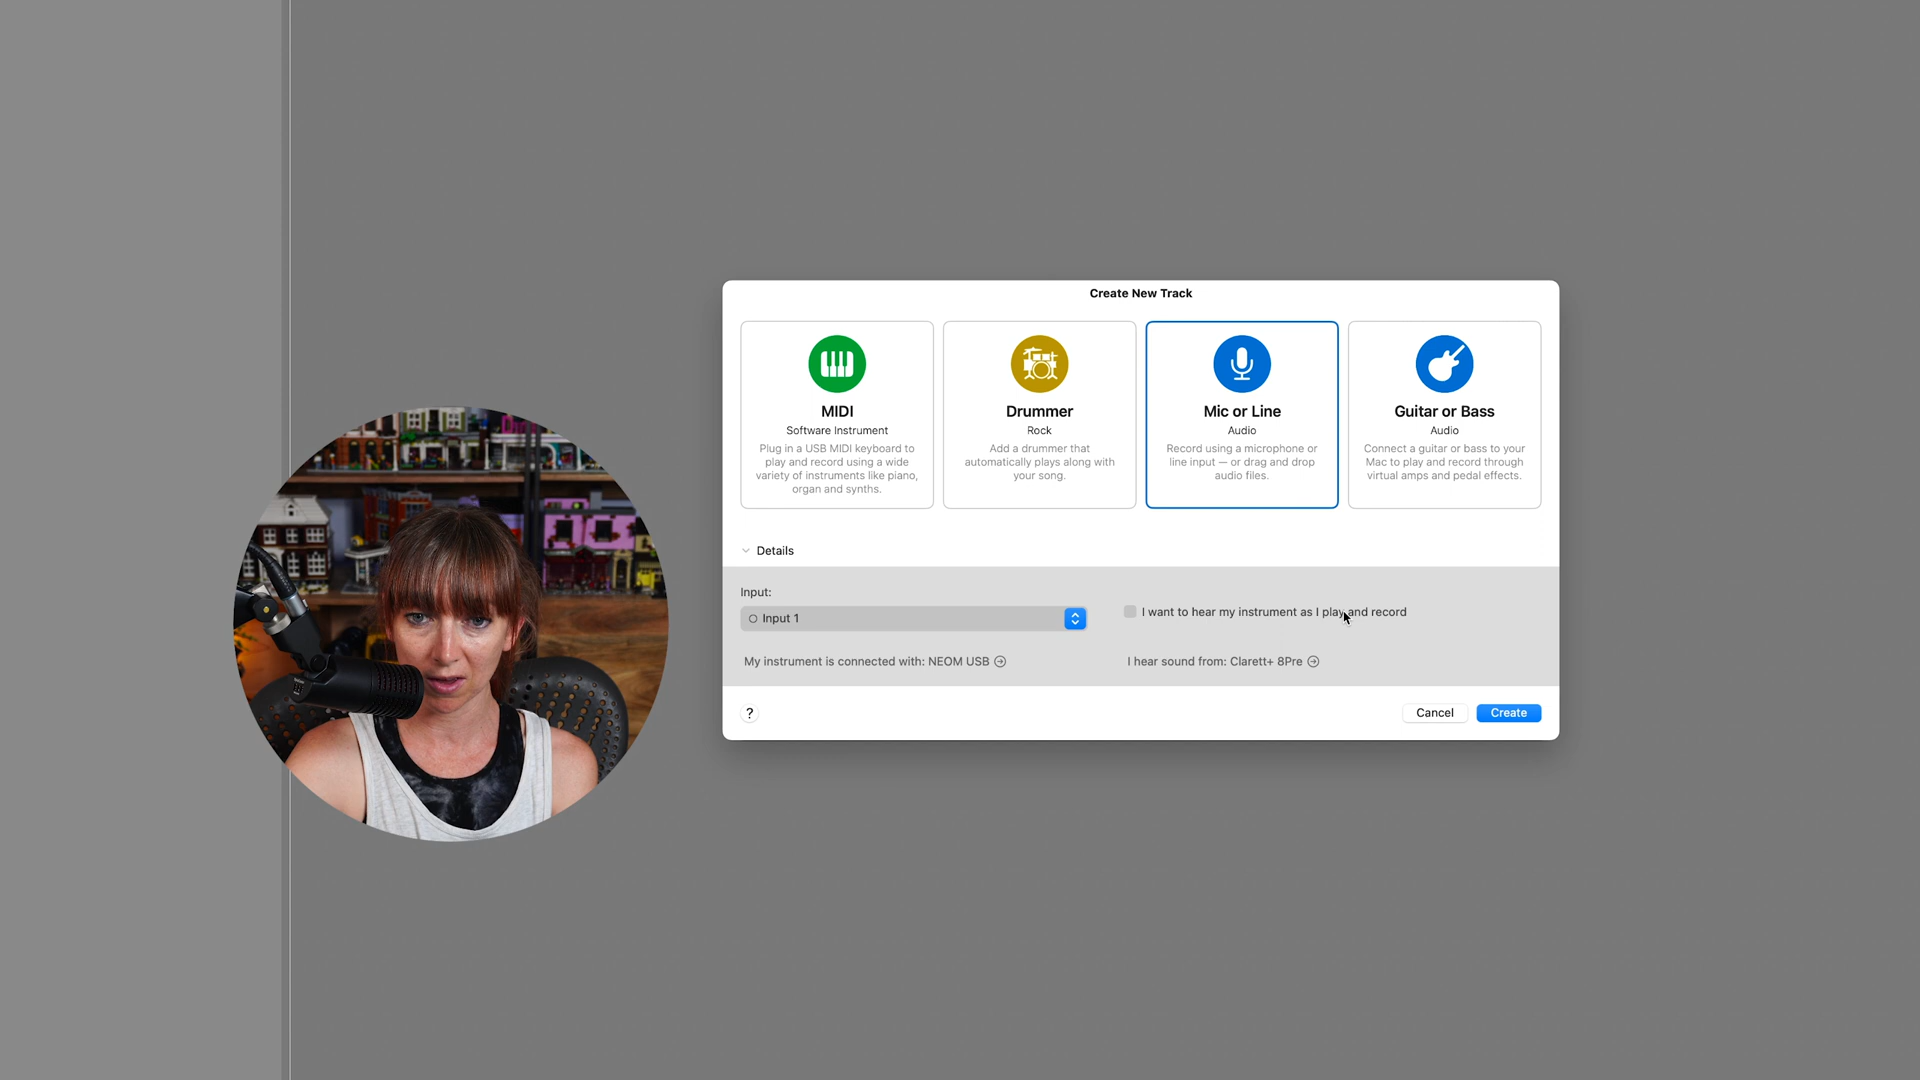 Create New Track
MIDI
Software Instrument
Plug in a USB MIDI keyboard to
play and record using a wide
variety of instruments like piano,
organ and synths.
Drummer
Rock
Add a drummer that
automatically plays along with
your song.
Mic or Line
Audio
Record using a microphone or
line input — or drag and drop
audio files.
Guitar or Bass
Audio
Connect a guitar or bass to your
Mac to play and record through
virtual amps and pedal effects.
Details
Input:
Input 1
I want to hear my instrument as I play and record
My instrument is connected with: NEOM USB
I hear sound from: Clarett+ 8Pre
?
Cancel
Create